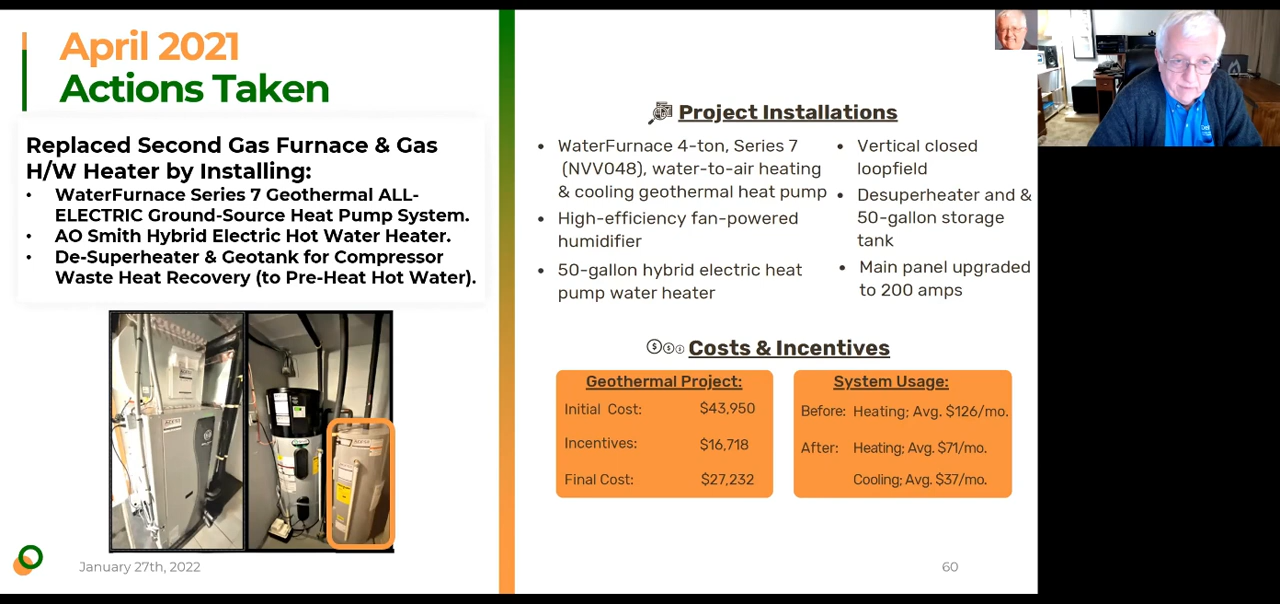 April 2021
Actions Taken
Replaced Second Gas Furnace & Gas
H/W Heater by Installing:
• WaterFurnace Series 7 Geothermal ALL-
ELECTRIC Ground-Source Heat Pump System.
• AO Smith Hybrid Electric Hot Water Heater.
• De-Superheater & Geotank for Compressor
Waste Heat Recovery (to Pre-Heat Hot Water).
January 27th, 2022
Project Installations
• WaterFurnace 4-ton, Series 7
(NVV048), water-to-air heating
& cooling geothermal heat pump
• High-efficiency fan-powered
humidifier
• 50-gallon hybrid electric heat
pump water heater
• Vertical closed
loopfield
• Desuperheater and &
50-gallon storage
tank
• Main panel upgraded
to 200 amps
Costs & Incentives
Geothermal Project:
Initial Cost: $43,950
Incentives: $16,718
Final Cost: $27,232
System Usage:
Before: Heating; Avg. $126/mo.
After: Heating; Avg. $71/mo.
Cooling; Avg. $37/mo.
60